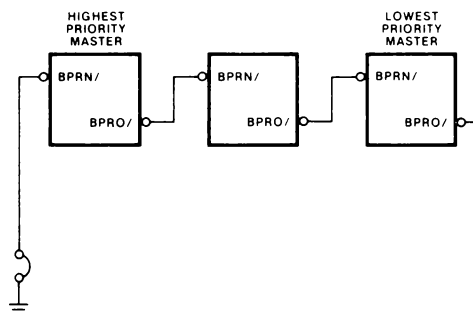 HIGHEST
PRIORITY
MASTER
LOWEST
PRIORITY
MASTER
BPRN/
BPRO/
BPRN/
BPRO/
BPRN/
BPRO/